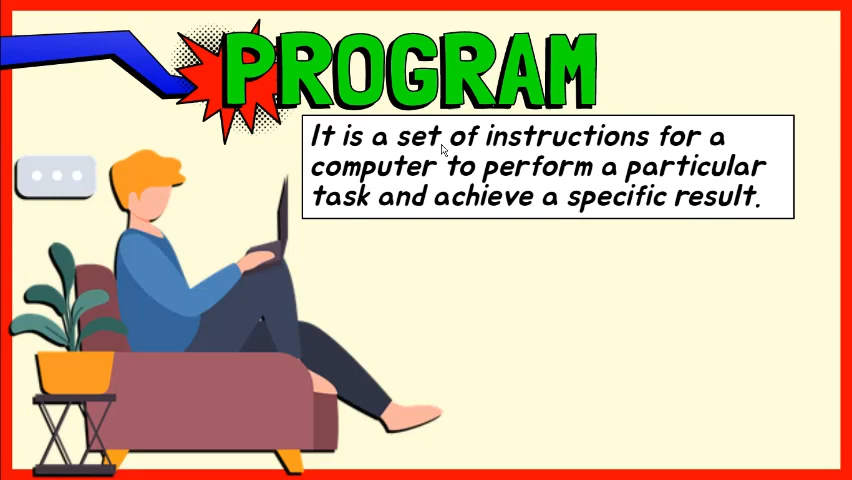 PROGRAM
It is a set of instructions for a
computer to perform a particular
task and achieve a specific result.